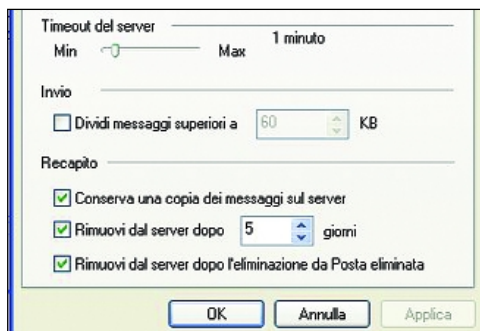 Timeout del server
Min Max 1 minuto
Invio
Dividi messaggi superiori a 60 KB
Recapito
Conserva una copia dei messaggi sul server
Rimuovi dal server dopo 5 giorni
Rimuovi dal server dopo l'eliminazione da Posta eliminata
OK Annulla Applica